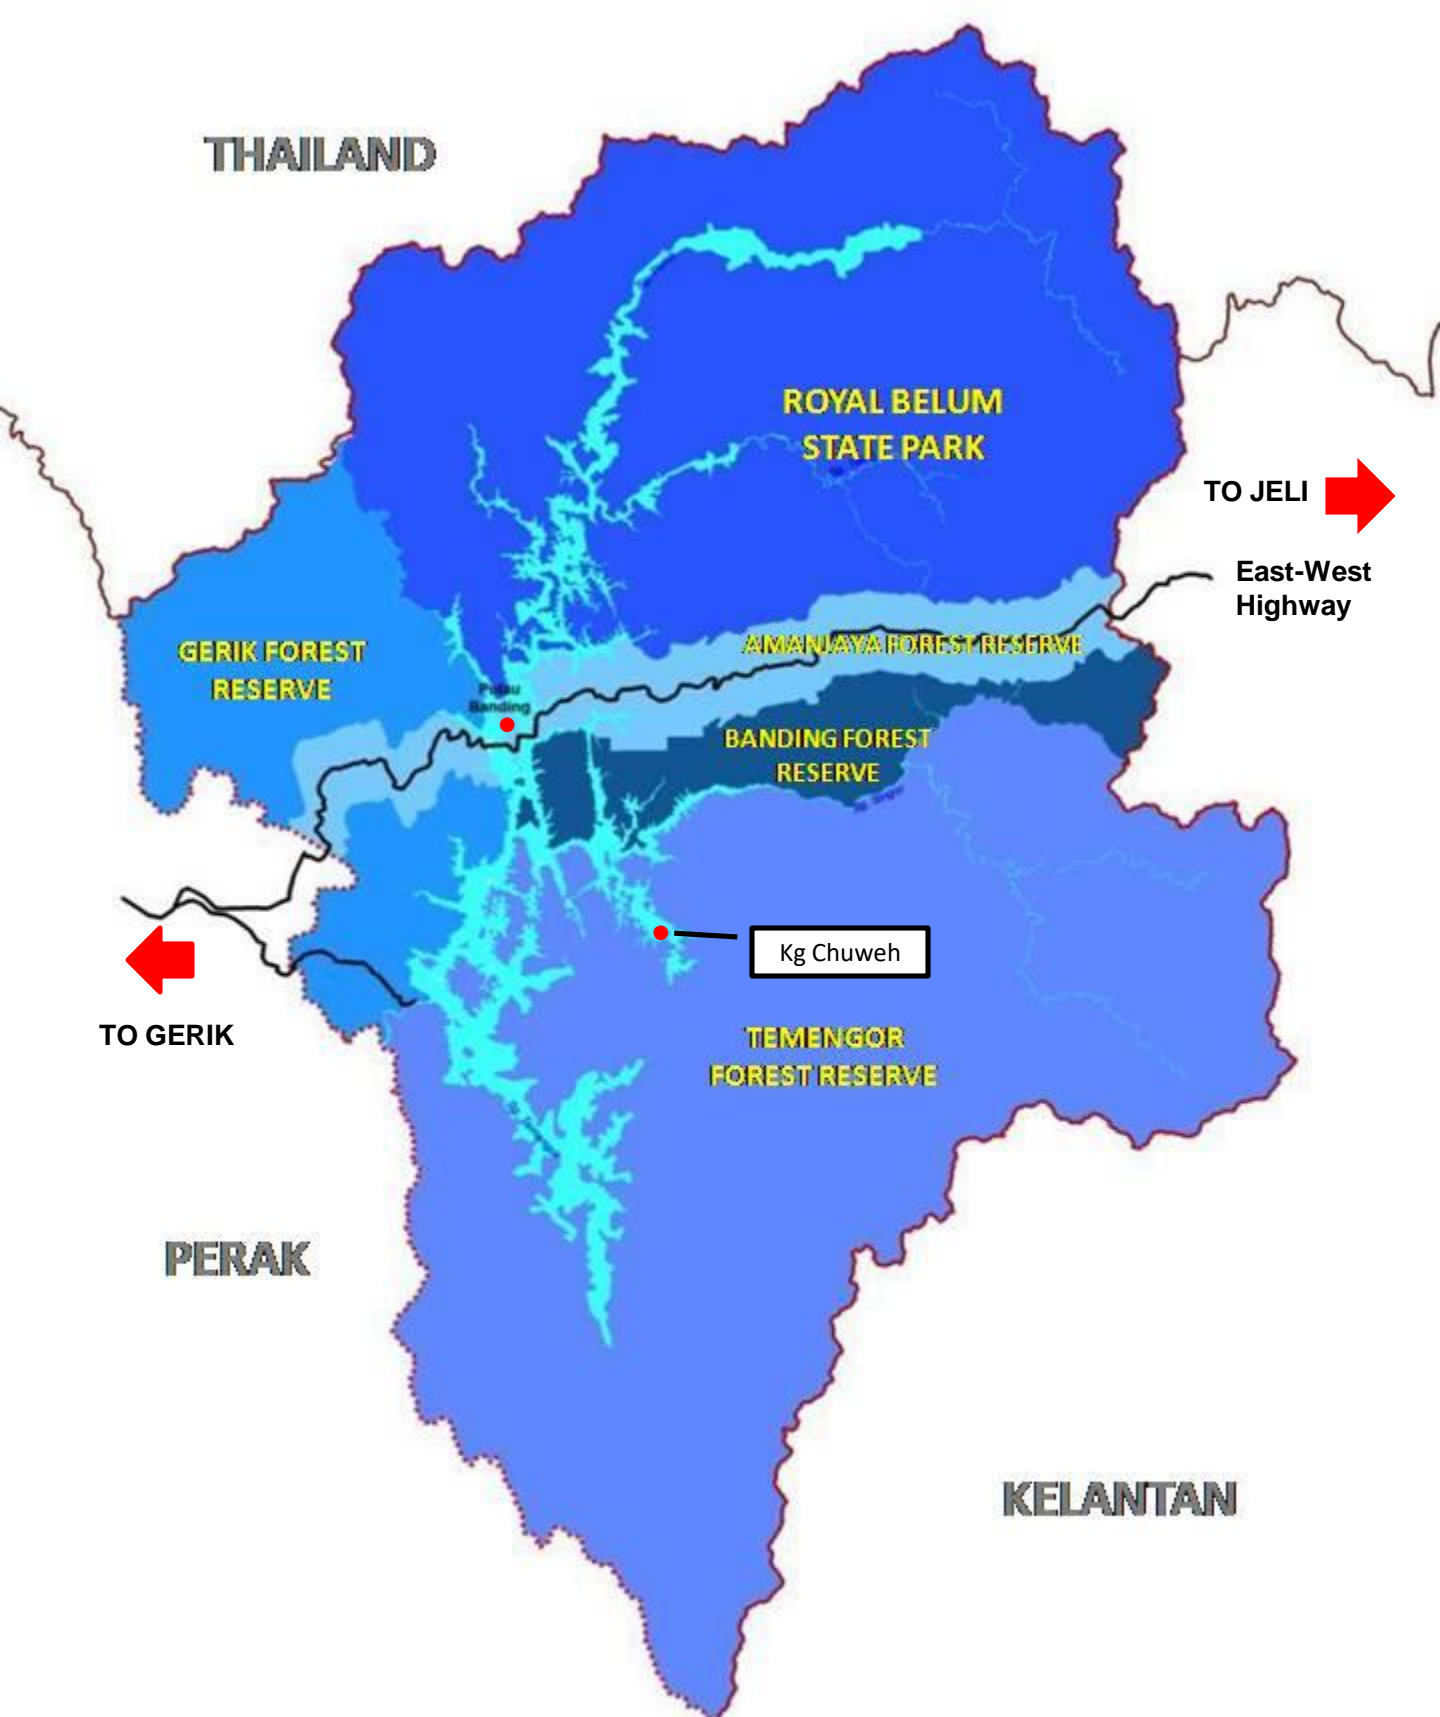 THAILAND
ROYAL BELUM
STATE PARK
TO JELI
East-West
Highway
GERIK FOREST
RESERVE
AMANJAYA FOREST RESERVE
Pulau
Banding
BANDING FOREST
RESERVE
Kg Chuweh
TO GERIK
TEMENGOR
FOREST RESERVE
PERAK
KELANTAN